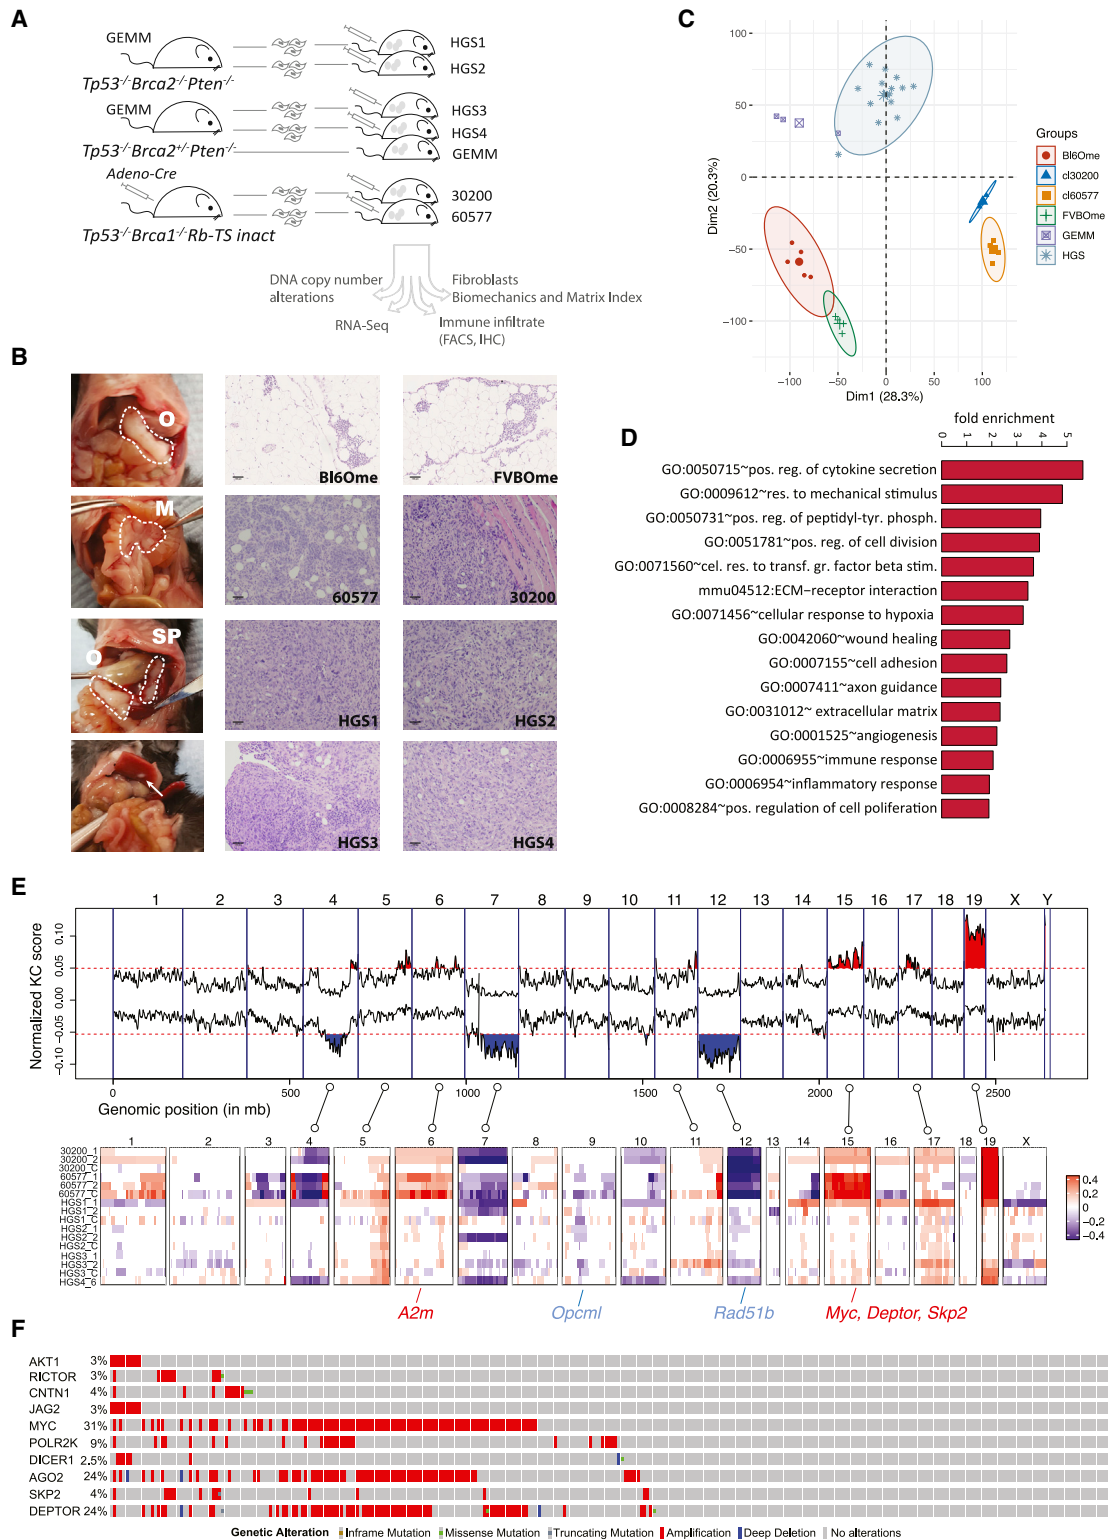 A
GEMM
HGS1
HGS2
Tp53-/-Brca2-/-Pten-/-
GEMM
HGS3
HGS4
Tp53-/-Brca2+/-Pten-/-
GEMM
Adeno-Cre
30200
60577
Tp53-/-Brca1-/-Rb-TS inact
DNA copy number
alterations
RNA-Seq
Fibroblasts
Biomechanics and Matrix Index
Immune infiltrate
(FACS, IHC)
B
O
Bl6Ome
FVBOme
M
60577
30200
SP
O
HGS1
HGS2
HGS3
HGS4
C
100
50
0
−50
−100
−100
−50
0
50
100
Dim1 (28.3%)
Dim2 (20.3%)
Groups
Bl6Ome
cl30200
cl60577
FVBOme
GEMM
HGS
D
fold enrichment
0 1 2 3 4 5
GO:0050715~pos. reg. of cytokine secretion
GO:0009612~res. to mechanical stimulus
GO:0050731~pos. reg. of peptidyl-tyr. phosph.
GO:0051781~pos. reg. of cell division
GO:0071560~cel. res. to transf. gr. factor beta stim.
mmu04512:ECM−receptor interaction
GO:0071456~cellular response to hypoxia
GO:0042060~wound healing
GO:0007155~cell adhesion
GO:0007411~axon guidance
GO:0031012~ extracellular matrix
GO:0001525~angiogenesis
GO:0006955~immune response
GO:0006954~inflammatory response
GO:0008284~pos. regulation of cell poliferation
E
1 2 3 4 5 6 7 8 9 10 11 12 13 14 15 16 17 18 19 X Y
Normalized KC score
0.10
0.05
0.00
−0.05
−0.10
0 500 1000 1500 2000 2500
Genomic position (in mb)
1 2 3 4 5 6 7 8 9 10 11 12 13 14 15 16 17 18 19 X
30200_1
30200_2
30200_C
60577_1
60577_2
60577_C
HGS1_1
HGS1_2
HGS1_C
HGS2_1
HGS2_2
HGS2_C
HGS3_1
HGS3_2
HGS3_C
HGS4_6
0.4
0.2
0
−0.2
−0.4
A2m
Opcml
Rad51b
Myc, Deptor, Skp2
F
AKT1 3%
RICTOR 3%
CNTN1 4%
JAG2 3%
MYC 31%
POLR2K 9%
DICER1 2.5%
AGO2 24%
SKP2 4%
DEPTOR 24%
Genetic Alteration Inframe Mutation Missense Mutation Truncating Mutation Amplification Deep Deletion No alterations